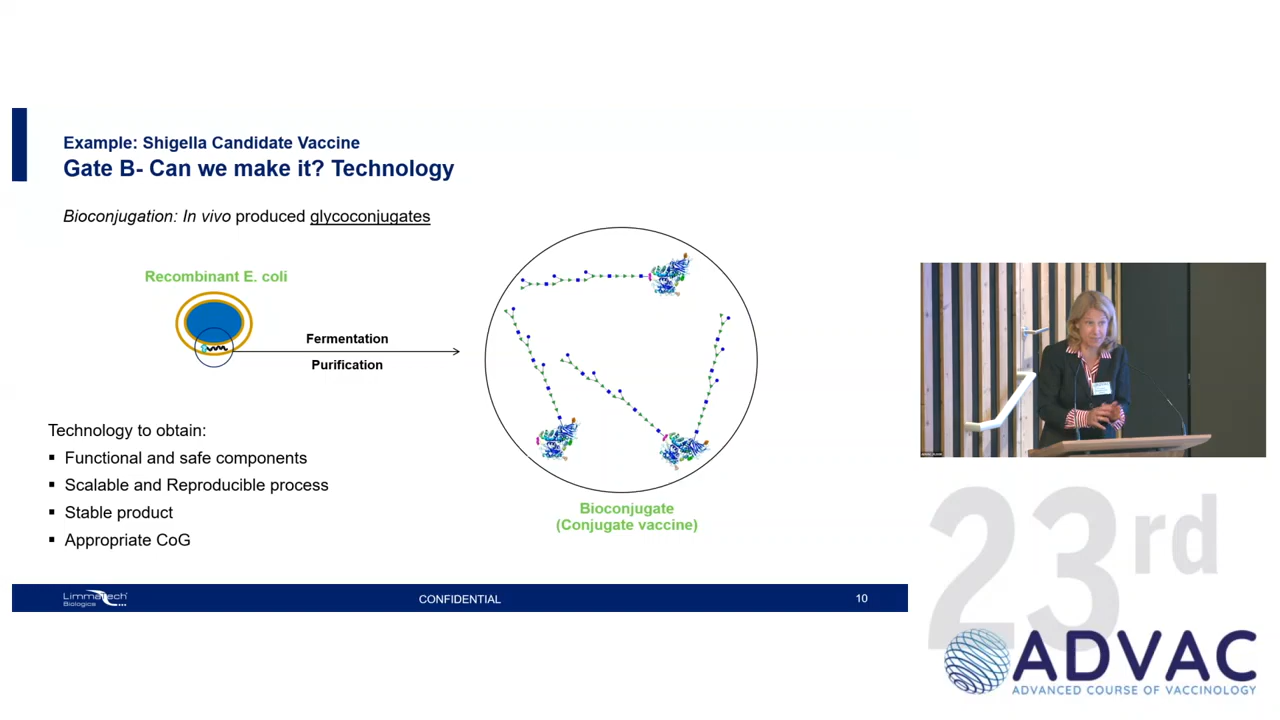 Example: Shigella Candidate Vaccine
Gate B- Can we make it? Technology
Bioconjugation: In vivo produced glycoconjugates
Recombinant E. coli
Fermentation
Purification
Technology to obtain:
▪ Functional and safe components
▪ Scalable and Reproducible process
▪ Stable product
▪ Appropriate CoG
Bioconjugate
(Conjugate vaccine)
LimmaTech
Biologics
CONFIDENTIAL
10
23rd
ADVAC
ADVANCED COURSE OF VACCINOLOGY